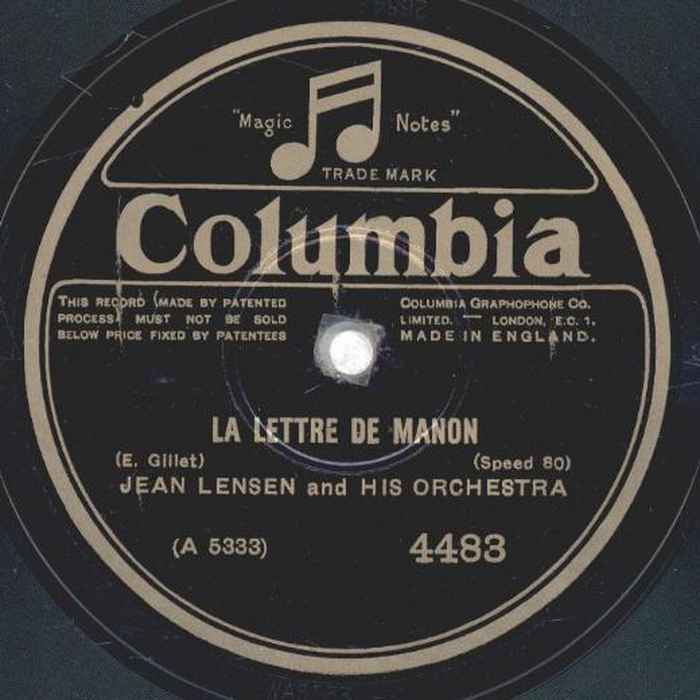 "Magic Notes"
TRADE MARK
Columbia
THIS RECORD (MADE BY PATENTED
PROCESS) MUST NOT BE SOLD
BELOW PRICE FIXED BY PATENTEES
COLUMBIA GRAPHOPHONE CO.
LIMITED. — LONDON, E.C. 1.
MADE IN ENGLAND.
LA LETTRE DE MANON
(E. Gillet) (Speed 80)
JEAN LENSEN and HIS ORCHESTRA
(A 5333) 4483